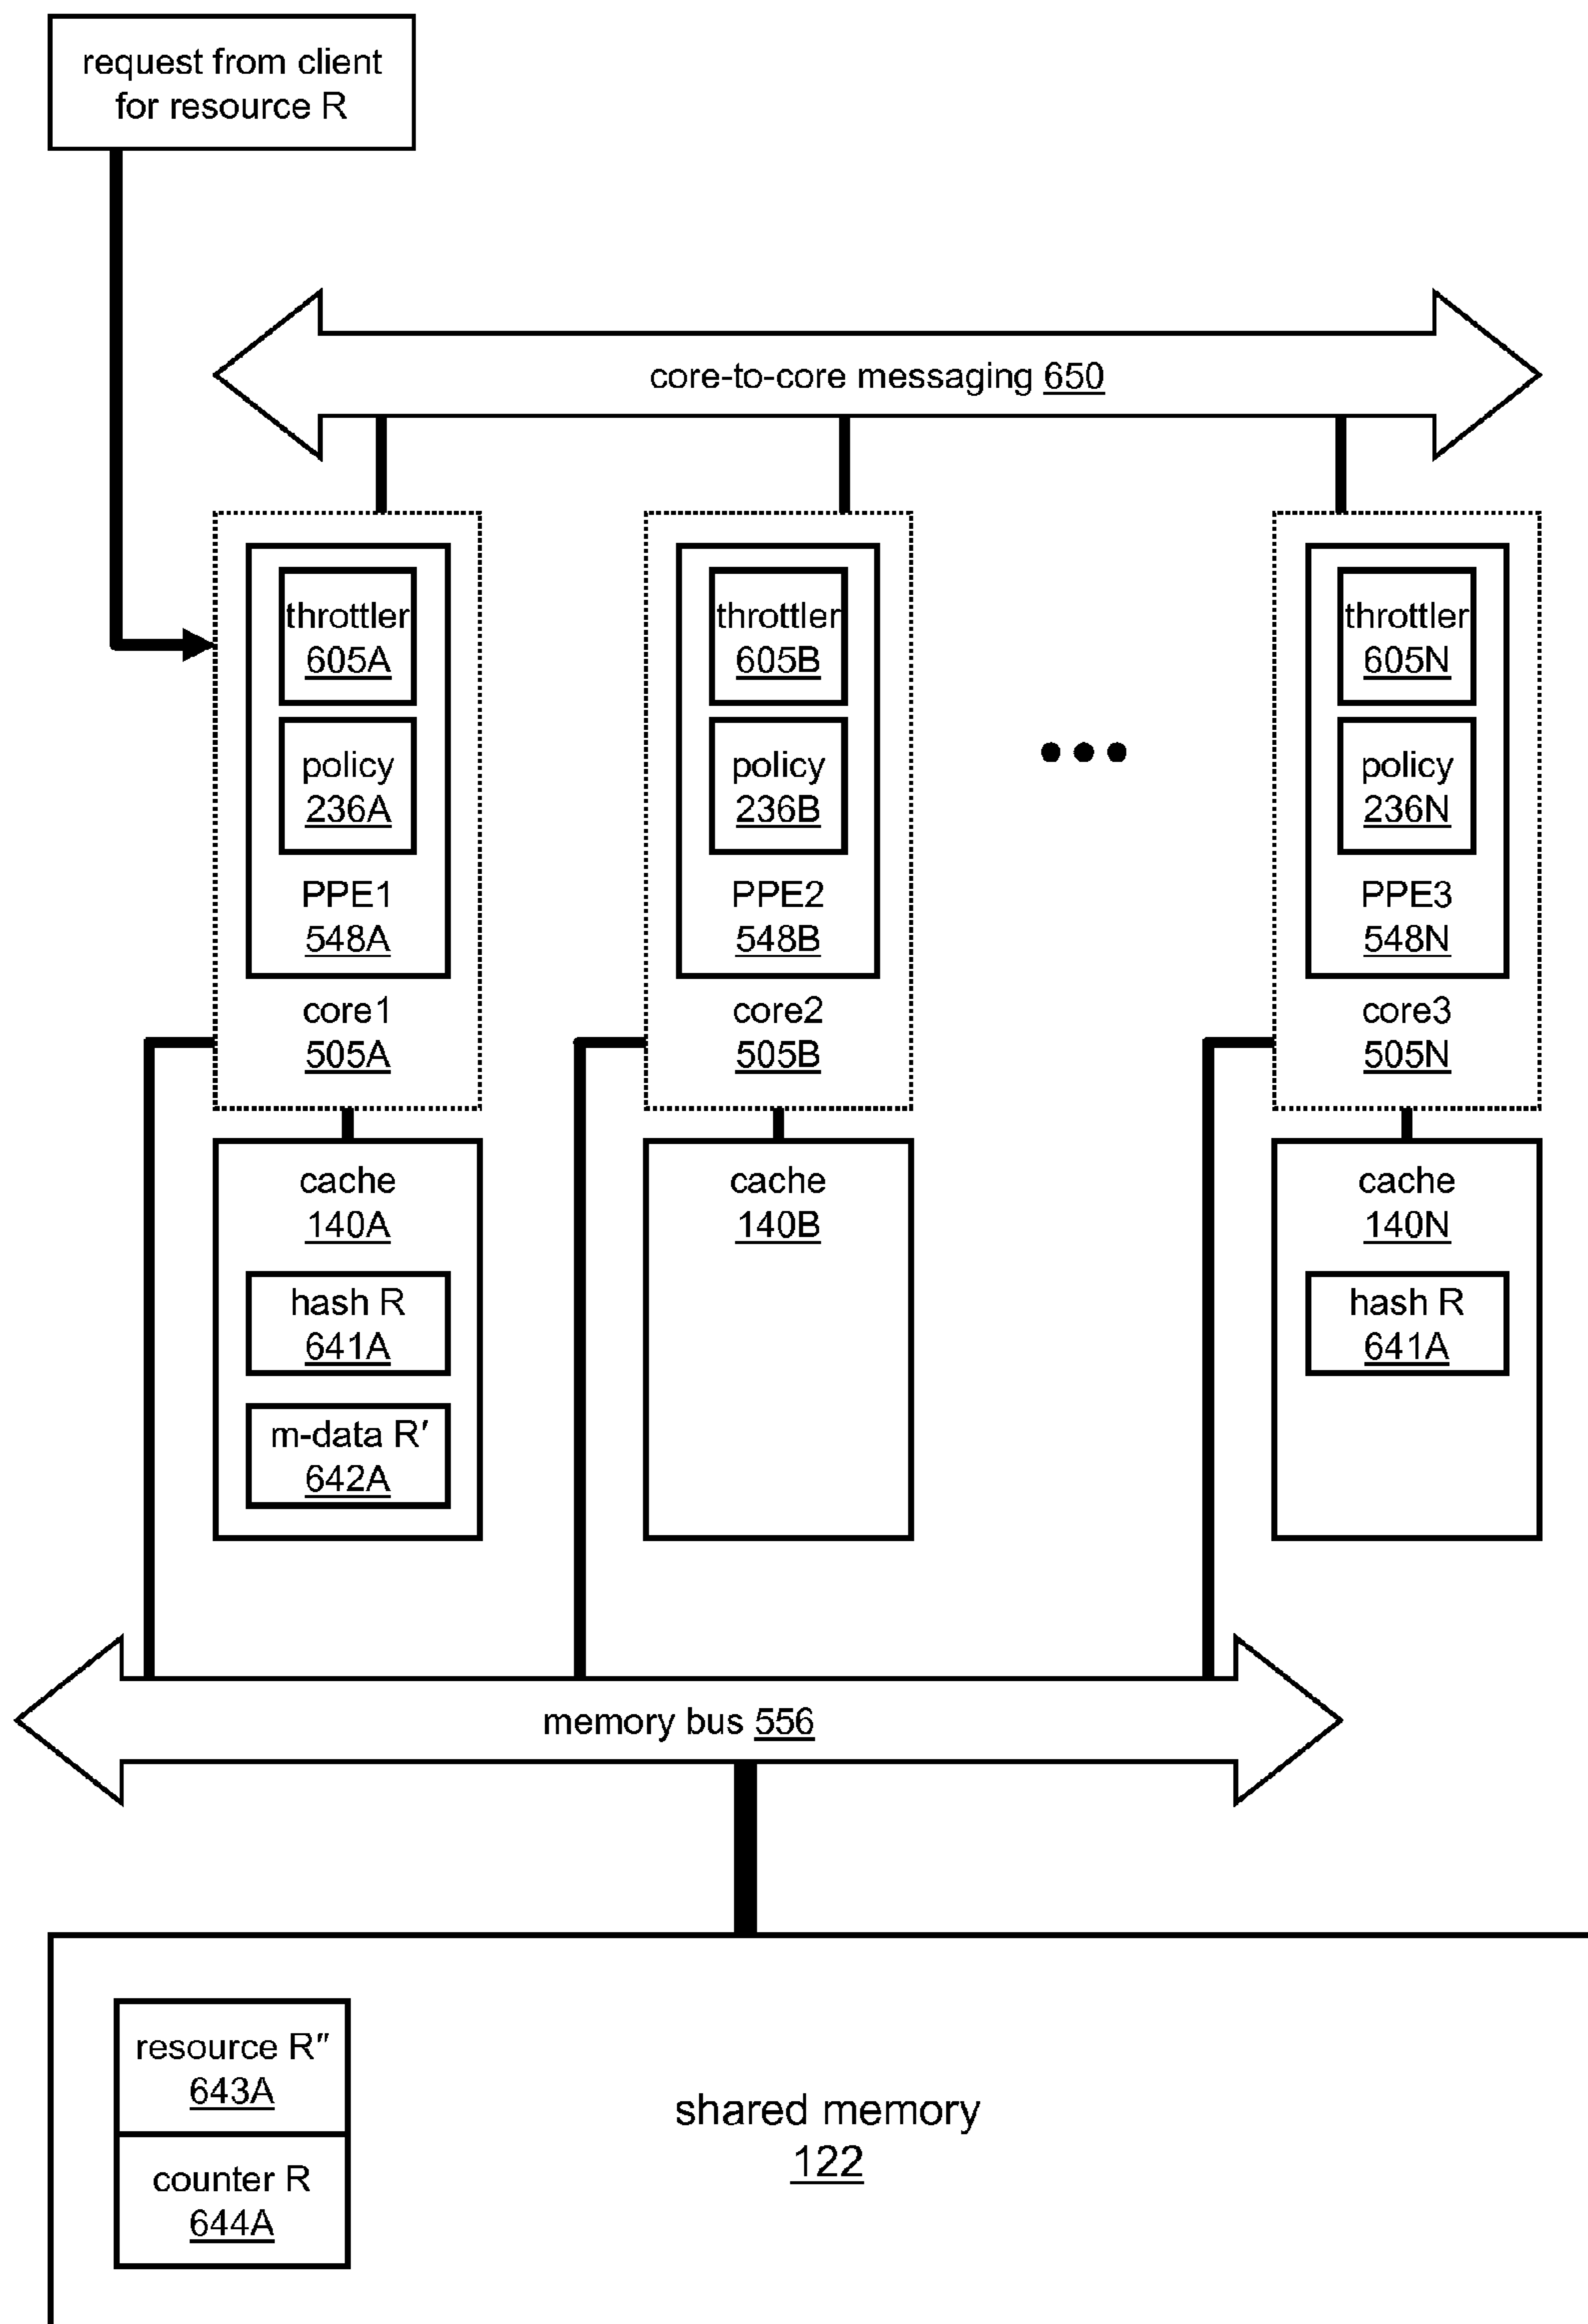 request from client
for resource R
core-to-core messaging 650
throttler
605A
policy
236A
PPE1
548A
core1
505A
throttler
605B
policy
236B
PPE2
548B
core2
505B
throttler
605N
policy
236N
PPE3
548N
core3
505N
cache
140A
hash R
641A
m-data R′
642A
cache
140B
cache
140N
hash R
641A
memory bus 556
resource R″
643A
counter R
644A
shared memory
122